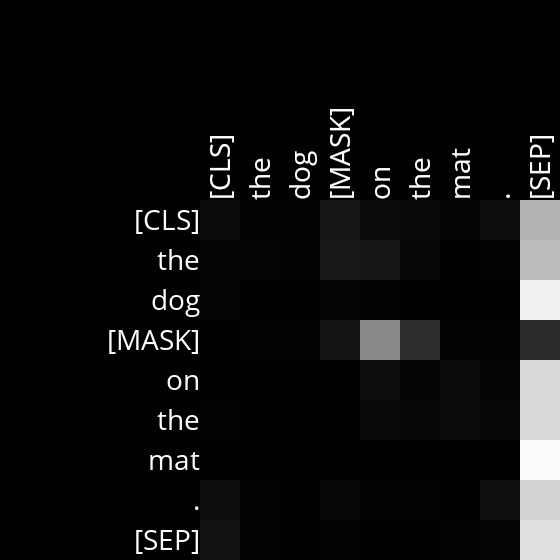 [CLS] the dog [MASK] on the mat . [SEP]
[CLS]
the
dog
[MASK]
on
the
mat
.
[SEP]